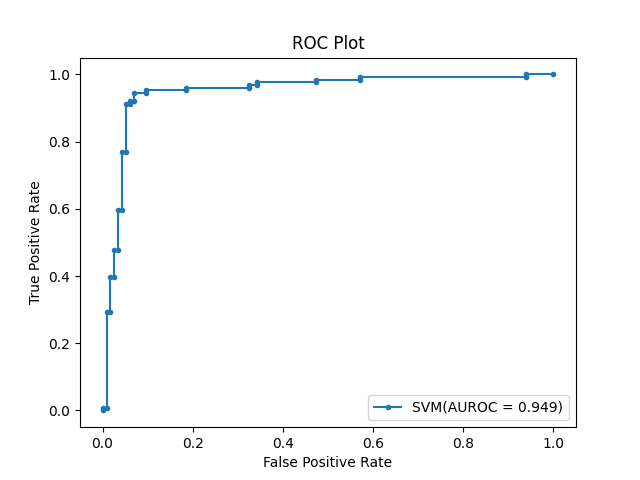 ROC Plot
True Positive Rate
1.0
0.8
0.6
0.4
0.2
0.0
SVM(AUROC = 0.949)
0.0 0.2 0.4 0.6 0.8 1.0
False Positive Rate